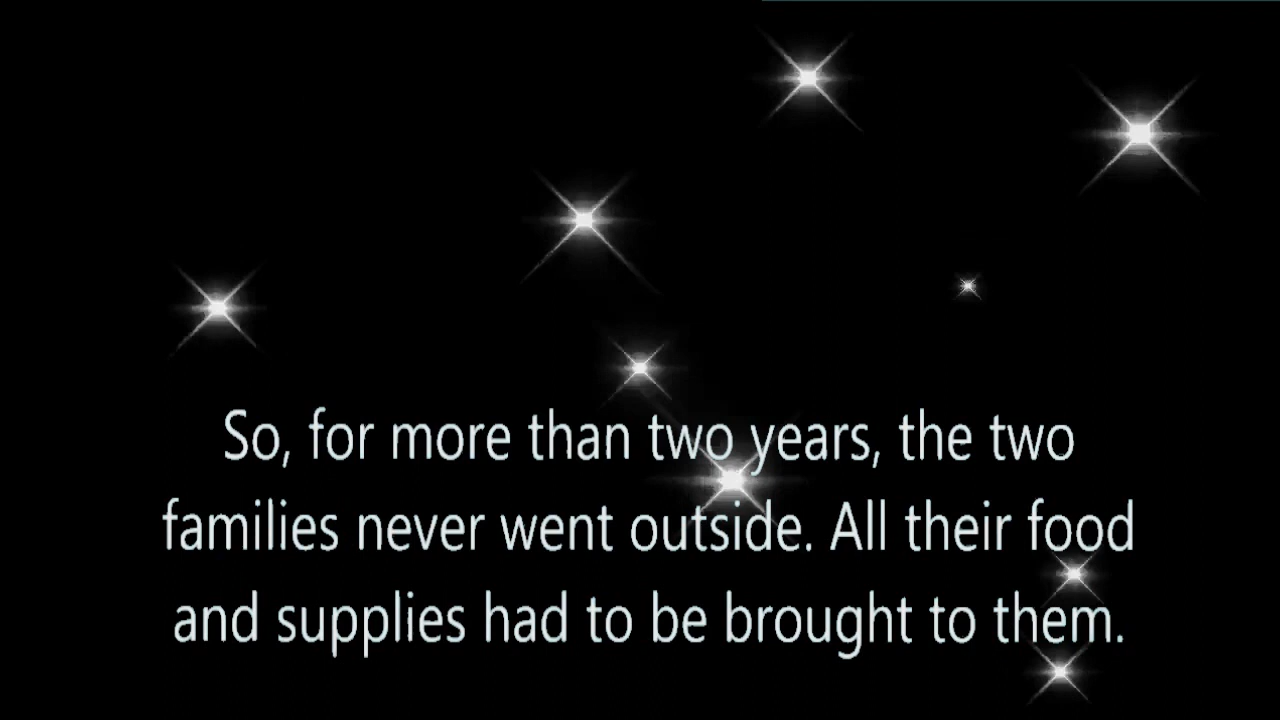 So, for more than two years, the two
families never went outside. All their food
and supplies had to be brought to them.